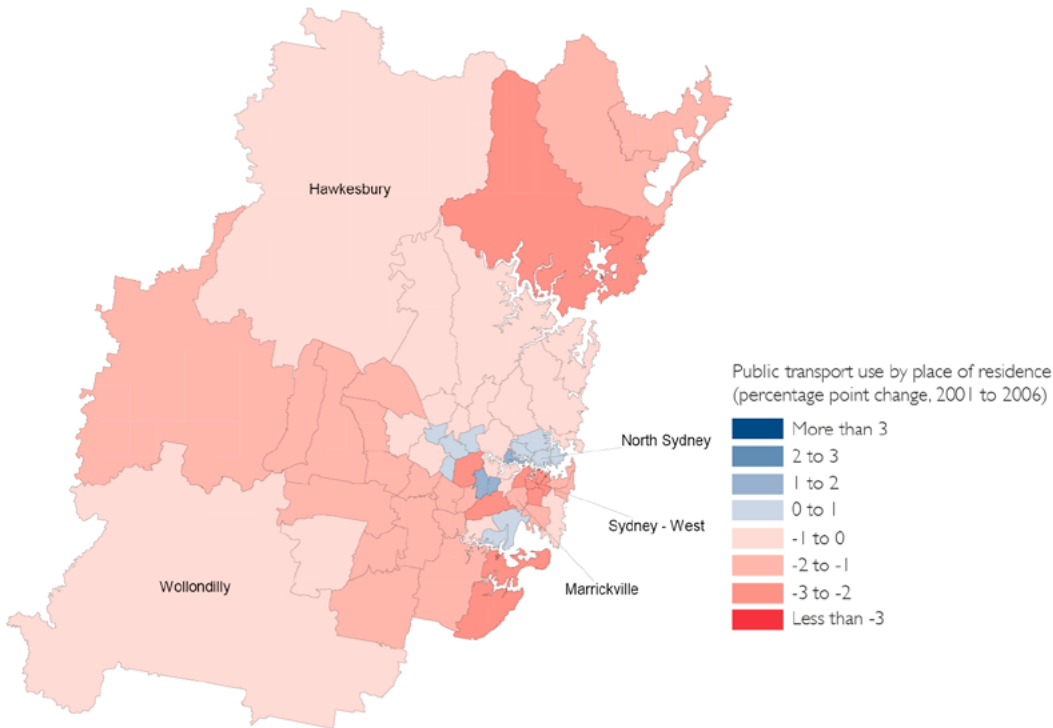 Hawkesbury
North Sydney
Sydney - West
Marrickville
Wollondilly
Public transport use by place of residence
(percentage point change, 2001 to 2006)
More than 3
2 to 3
1 to 2
0 to 1
-1 to 0
-2 to -1
-3 to -2
Less than -3